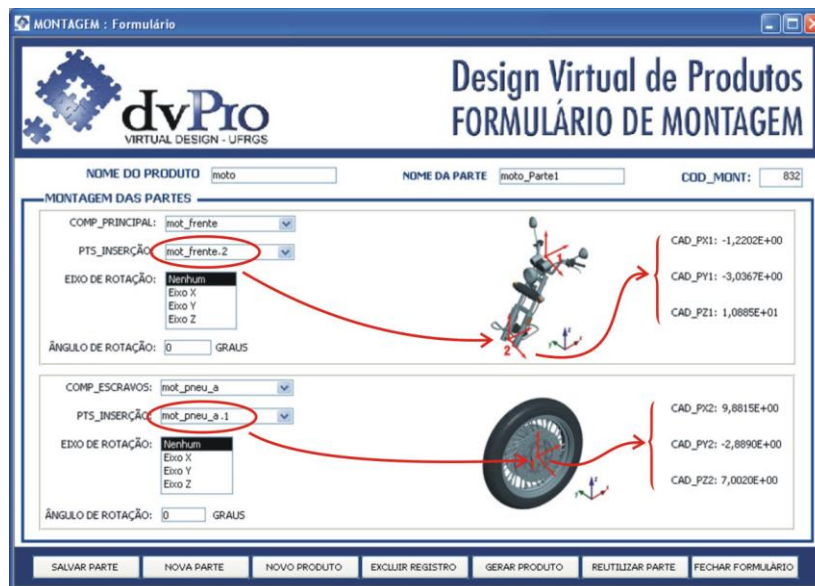 MONTAGEM : Formulário
dvPro
VIRTUAL DESIGN - UFRGS
Design Virtual de Produtos
FORMULÁRIO DE MONTAGEM
NOME DO PRODUTO moto NOME DA PARTE moto_Parte1 COD_MONT: 832
MONTAGEM DAS PARTES
COMP_PRINCIPAL: mot_frente
PTS_INSERÇÃO mot_frente.2
EIXO DE ROTAÇÃO: Nenhum
Eixo X
Eixo Y
Eixo Z
ÂNGULO DE ROTAÇÃO: 0 GRAUS
1
2
CAD_PX1: -1,2202E+00
CAD_PY1: -3,0367E+00
CAD_PZ1: 1,0885E+01
COMP_ESCRAVOS: mot_pneu_a
PTS_INSERÇÃO mot_pneu_a.1
EIXO DE ROTAÇÃO: Nenhum
Eixo X
Eixo Y
Eixo Z
ÂNGULO DE ROTAÇÃO: 0 GRAUS
1
CAD_PX2: 9,8815E+00
CAD_PY2: -2,8890E+00
CAD_PZ2: 7,0020E+00
SALVAR PARTE NOVA PARTE NOVO PRODUTO EXCLUIR REGISTRO GERAR PRODUTO REUTILIZAR PARTE FECHAR FORMULÀRIO